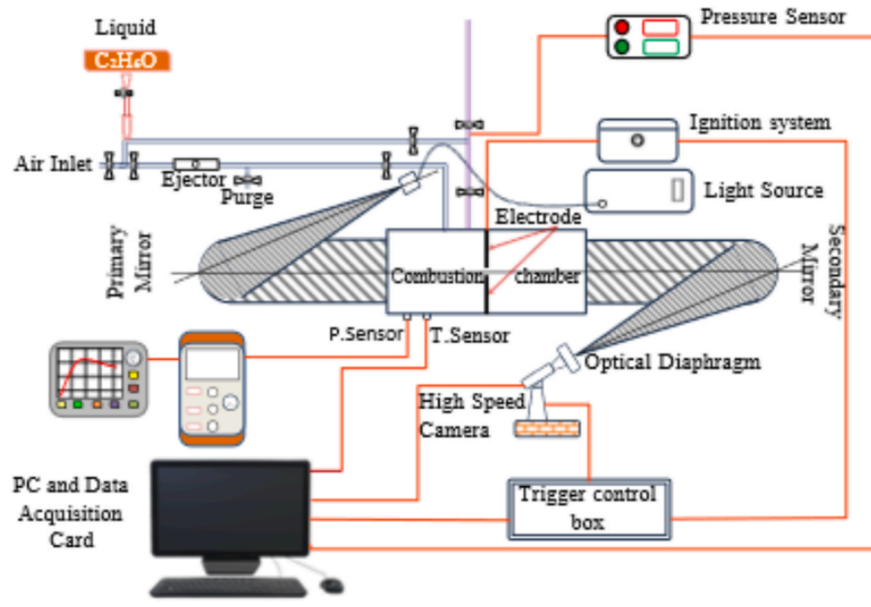 Liquid
C₂H₆O
Pressure Sensor
Ignition system
Air Inlet
Ejector
Purge
Light Source
Electrode
Primary
Mirror
Combustion chamber
Secondary
Mirror
P.Sensor
T.Sensor
Optical Diaphragm
High Speed
Camera
PC and Data
Acquisition
Card
Trigger control
box